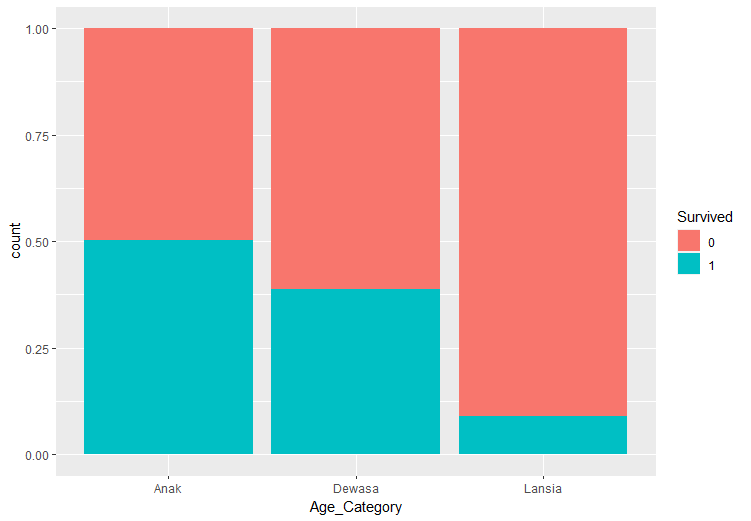 1.00
0.75
0.50
0.25
0.00
count
Anak
Dewasa
Lansia
Age_Category
Survived
0
1